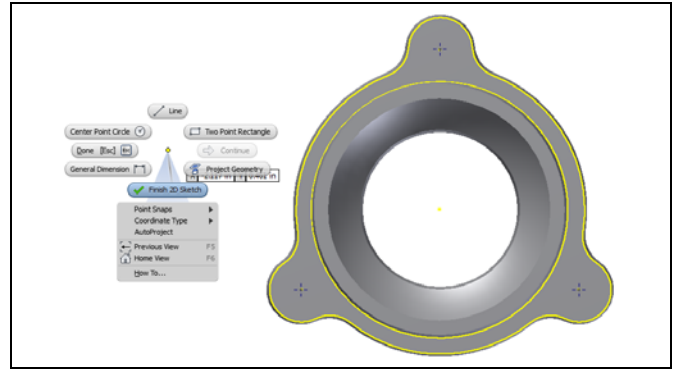 Line
Center Point Circle
Two Point Rectangle
Done [Esc]
Continue
General Dimension
Project Geometry
Finish 2D Sketch
Point Snaps
Coordinate Type
AutoProject
Previous View F5
Home View F6
How To...